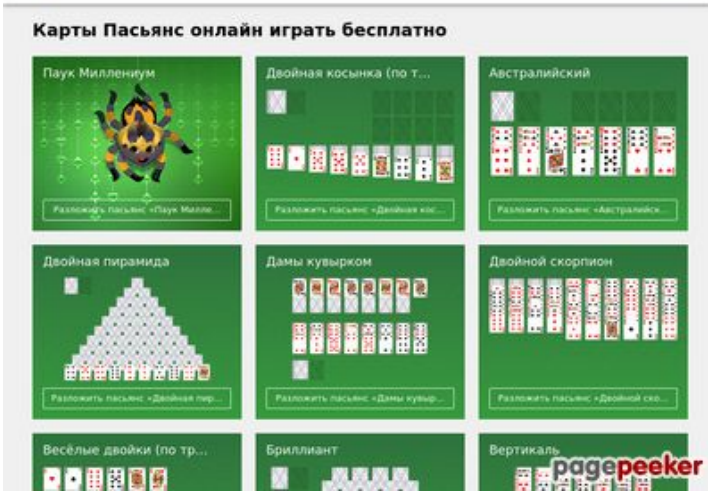 Карты Пасьянс онлайн играть бесплатно
Паук Миллениум
Двойная косынка (по т...
Австралийский
Разложить пасьянс «Паук Милле...
Разложить пасьянс «Двойная кос...
Разложить пасьянс «Австралийск...
Двойная пирамида
Дамы кувырком
Двойной скорпион
Разложить пасьянс «Двойная пир...
Разложить пасьянс «Дамы кувыр...
Разложить пасьянс «Двойной ско...
Весёлые двойки (по тр...
Бриллиант
Вертикаль
pagepeeker